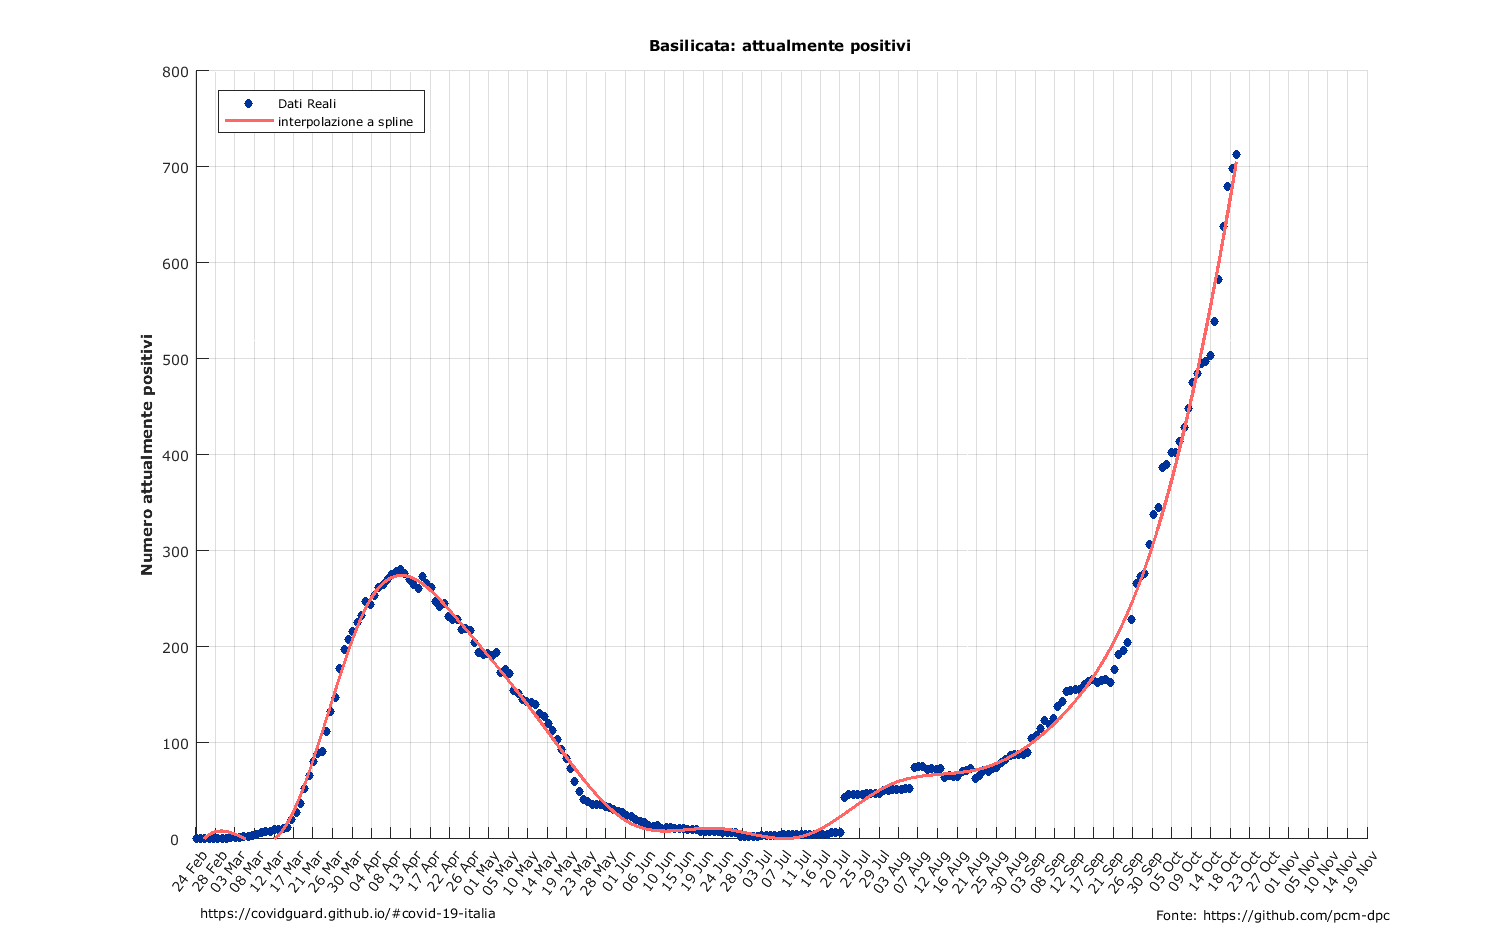 Basilicata: attualmente positivi
800
700
600
500
400
300
200
100
0
Numero attualmente positivi
Dati Reali
interpolazione a spline
24 Feb
28 Feb
03 Mar
08 Mar
12 Mar
17 Mar
21 Mar
26 Mar
30 Mar
04 Apr
08 Apr
13 Apr
17 Apr
22 Apr
26 Apr
01 May
05 May
10 May
14 May
19 May
23 May
28 May
01 Jun
06 Jun
10 Jun
15 Jun
19 Jun
24 Jun
28 Jun
03 Jul
07 Jul
11 Jul
16 Jul
20 Jul
25 Jul
29 Jul
03 Aug
07 Aug
12 Aug
16 Aug
21 Aug
25 Aug
30 Aug
03 Sep
08 Sep
12 Sep
17 Sep
21 Sep
26 Sep
30 Sep
05 Oct
09 Oct
14 Oct
18 Oct
23 Oct
27 Oct
01 Nov
05 Nov
10 Nov
14 Nov
19 Nov
https://covidguard.github.io/#covid-19-italia
Fonte: https://github.com/pcm-dpc